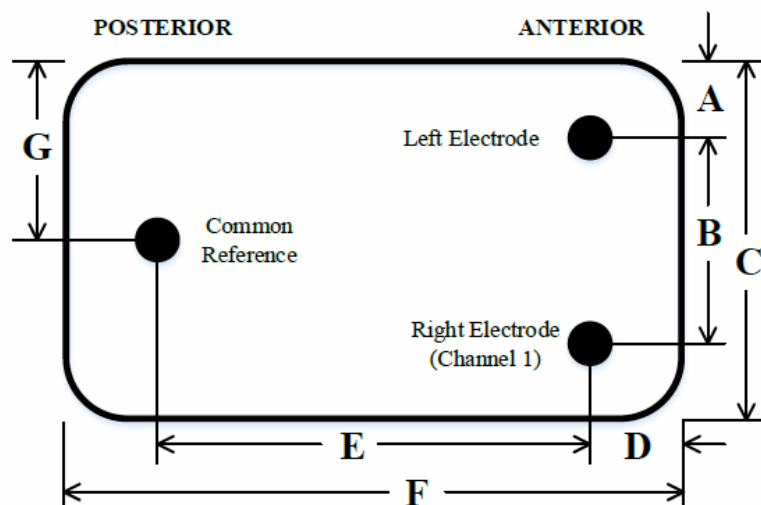 POSTERIOR
ANTERIOR
A
G
Left Electrode
B
Common
Reference
C
Right Electrode
(Channel 1)
E
D
F